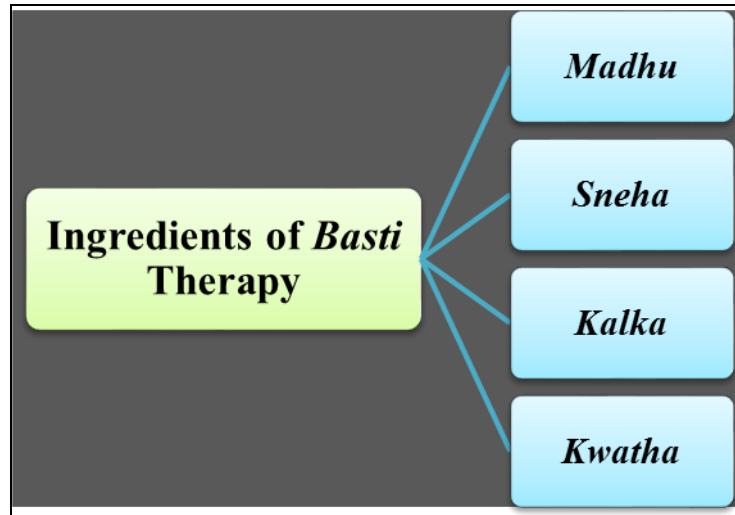 Ingredients of Basti
Therapy
Madhu
Sneha
Kalka
Kwatha